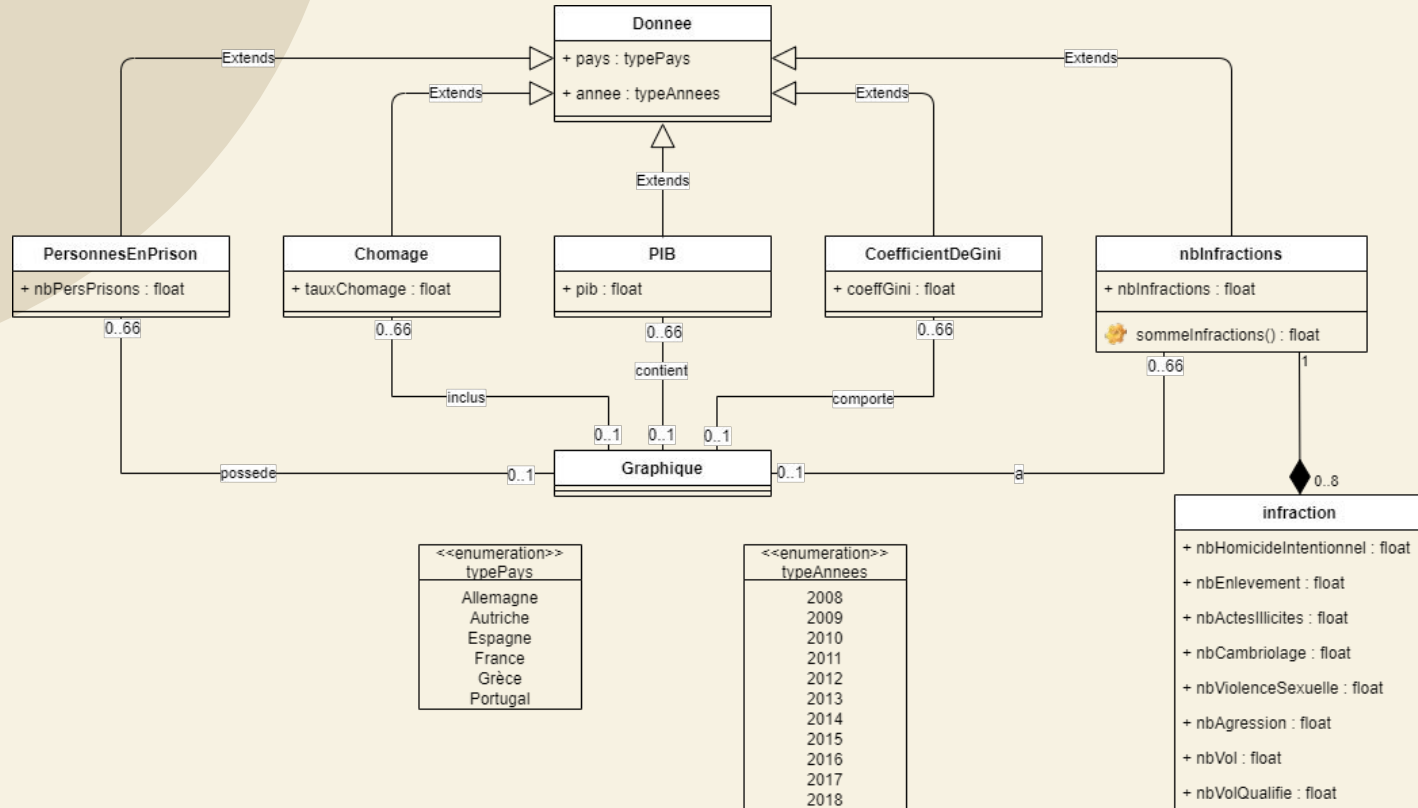 Donnee
+ pays : typePays
+ annee : typeAnnees
Extends
Extends
Extends
Extends
Extends
PersonnesEnPrison
+ nbPersPrisons : float
Chomage
+ tauxChomage : float
PIB
+ pib : float
CoefficientDeGini
+ coeffGini : float
nbInfractions
+ nbInfractions : float
sommeInfractions() : float
0..66
0..66
0..66
0..66
0..66
1
contient
inclus
comporte
0..1
0..1
0..1
possede
0..1
Graphique
0..1
a
0..8
infraction
+ nbHomicideIntentionnel : float
+ nbEnlevement : float
+ nbActesIllicites : float
+ nbCambriolage : float
+ nbViolenceSexuelle : float
+ nbAgression : float
+ nbVol : float
+ nbVolQualifie : float
<<enumeration>>
typePays
Allemagne
Autriche
Espagne
France
Grèce
Portugal
<<enumeration>>
typeAnnees
2008
2009
2010
2011
2012
2013
2014
2015
2016
2017
2018